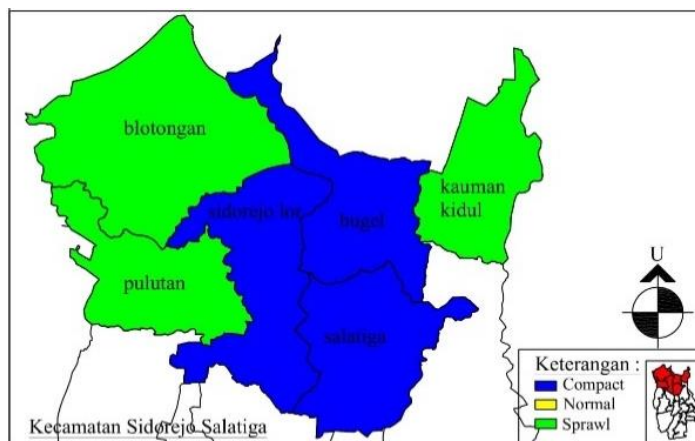 blotongan
kauman
kidul
sidorejo lor
bugel
U
pulutan
salatiga
Keterangan :
Compact
Normal
Sprawl
Kecamatan Sidorejo Salatiga